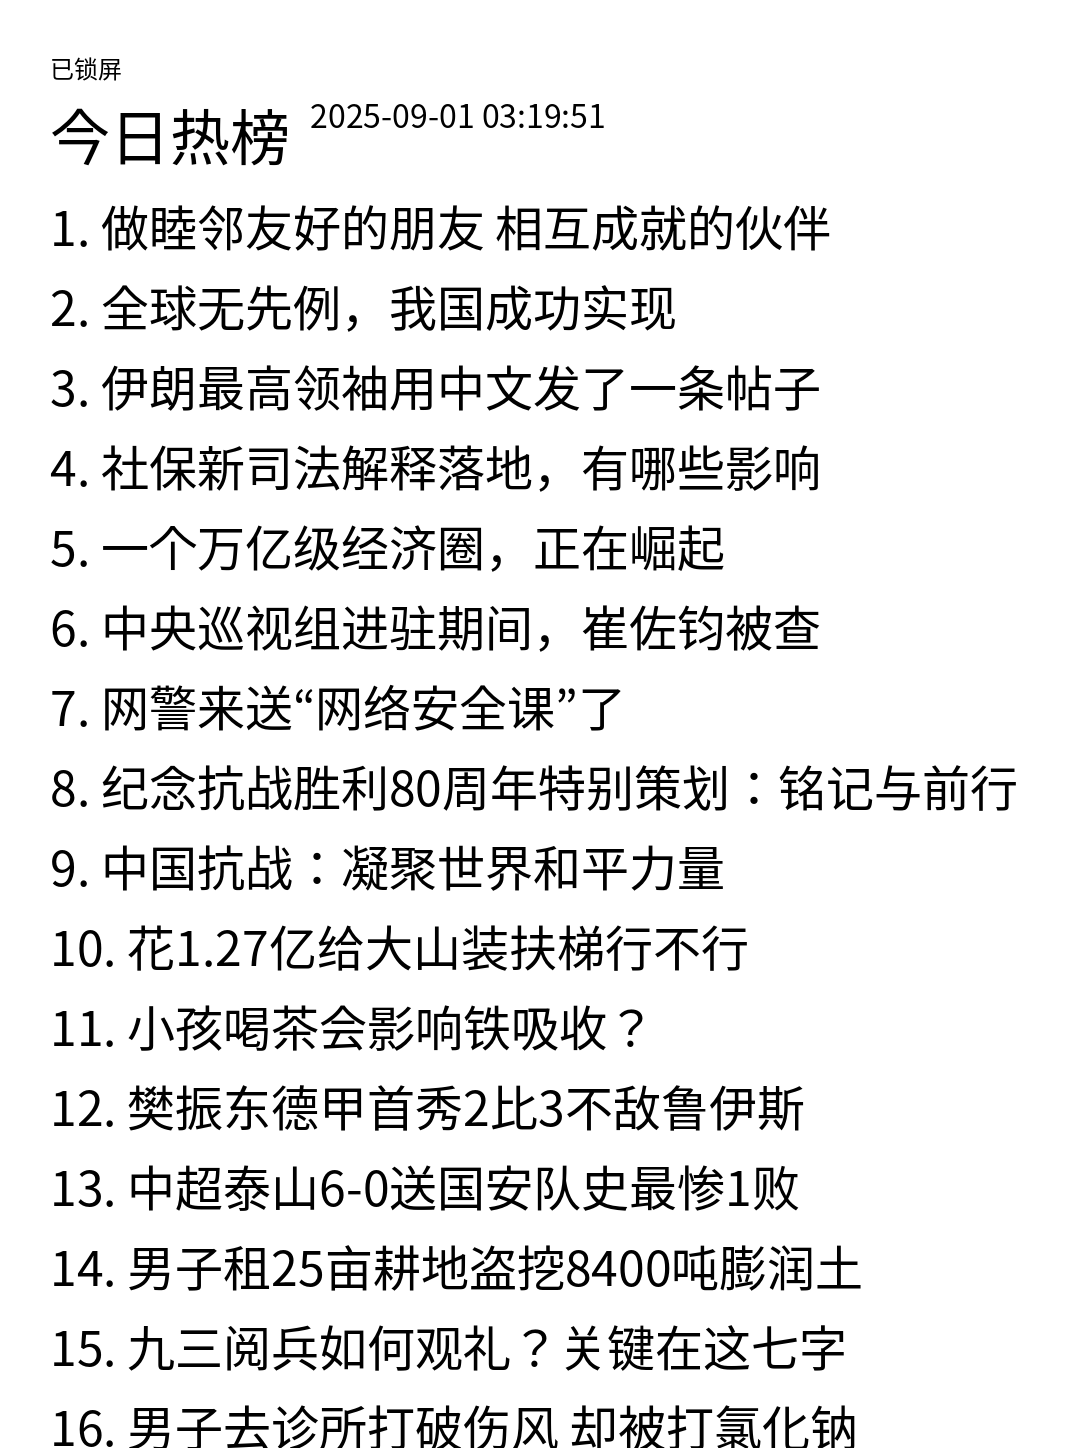 已锁屏
今日热榜 2025-09-01 03:19:51
1. 做睦邻友好的朋友 相互成就的伙伴
2. 全球无先例，我国成功实现
3. 伊朗最高领袖用中文发了一条帖子
4. 社保新司法解释落地，有哪些影响
5. 一个万亿级经济圈，正在崛起
6. 中央巡视组进驻期间，崔佐钧被查
7. 网警来送“网络安全课”了
8. 纪念抗战胜利80周年特别策划：铭记与前行
9. 中国抗战：凝聚世界和平力量
10. 花1.27亿给大山装扶梯行不行
11. 小孩喝茶会影响铁吸收？
12. 樊振东德甲首秀2比3不敌鲁伊斯
13. 中超泰山6-0送国安队史最惨1败
14. 男子租25亩耕地盗挖8400吨膨润土
15. 九三阅兵如何观礼？关键在这七字
16. 男子去诊所打破伤风 却被打氯化钠